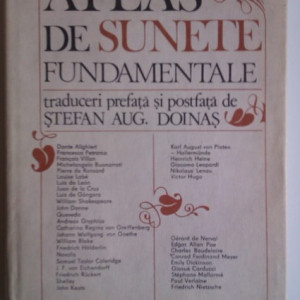 ATLAS
DE SUNETE
FUNDAMENTALE
traduceri prefață și postfață de
ȘTEFAN AUG. DOINAȘ
Dante Alighieri
Francesco Petrarca
François Villon
Michelangelo Buonarroti
Pierre de Ronsard
Louise Labé
Luis de León
Juan de la Cruz
Luis de Góngora
William Shakespeare
John Donne
Quevedo
Andreas Gryphius
Catharina Regina von Greiffenberg
Johann Wolfgang von Goethe
William Blake
Friedrich Hölderlin
Novalis
Samuel Taylor Coleridge
J. F. von Eichendorff
Friedrich Rückert
Shelley
John Keats
Karl August von Platen
– Hallermünde
Heinrich Heine
Giacomo Leopardi
Nikolaus Lenau
Victor Hugo
Gérard de Nerval
Edgar Allan Poe
Charles Baudelaire
Conrad Ferdinand Meyer
Emily Dickinson
Giosuè Carducci
Stéphane Mallarmé
Paul Verlaine
Friedrich Nietzsche